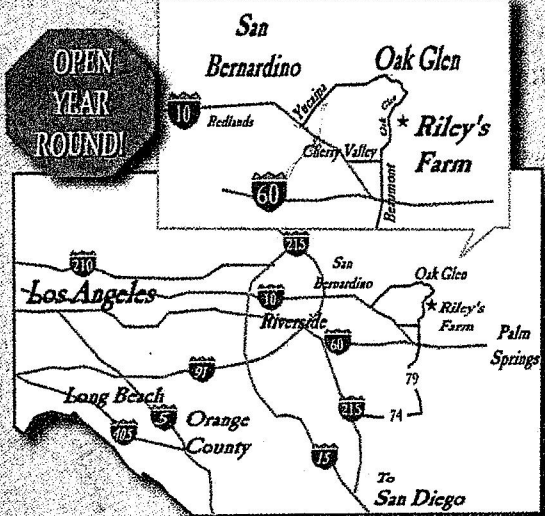 OPEN
YEAR
ROUND!
San
Bernardino
Oak Glen
Yucaipa
10
Redlands
Oak Glen
★ Riley's
Farm
Cherry Valley
60
Beaumont
215
210
San
Bernardino
Oak Glen
Los Angeles
10
★ Riley's
Farm
Riverside
60
Palm
Springs
91
79
Long Beach
215
74
5
Orange
County
405
15
To
San Diego